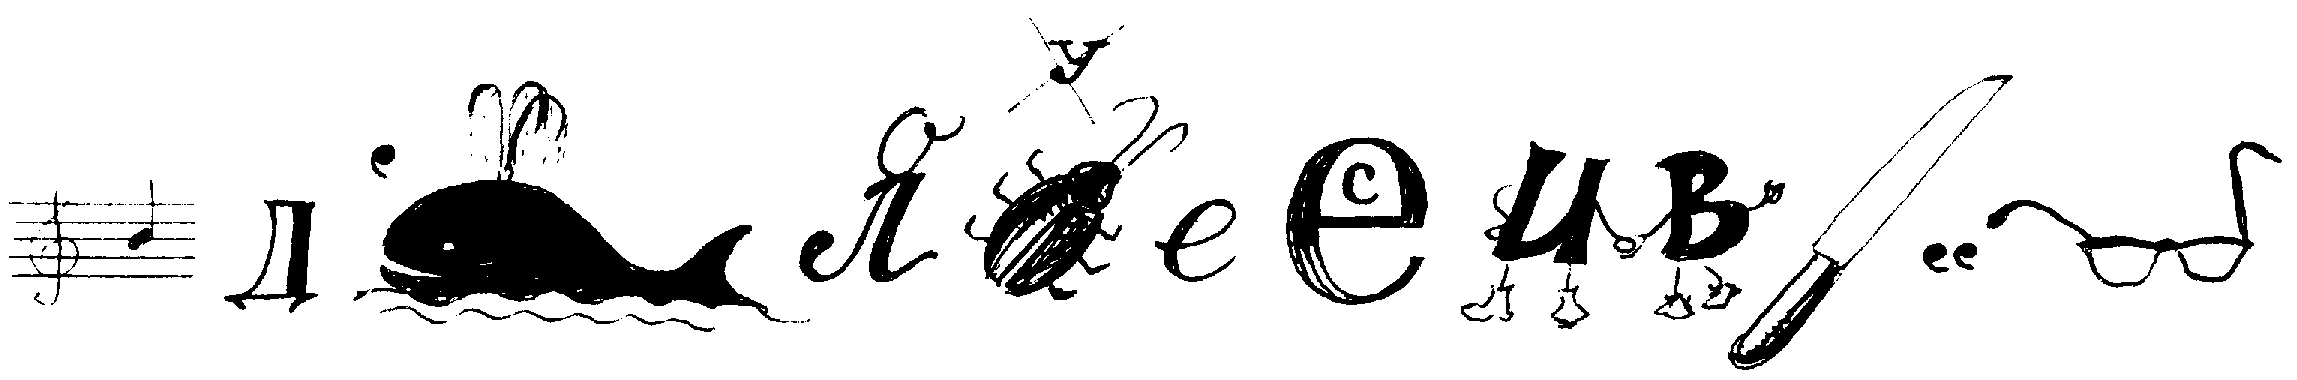 У
Д , О Л е е с и В ее